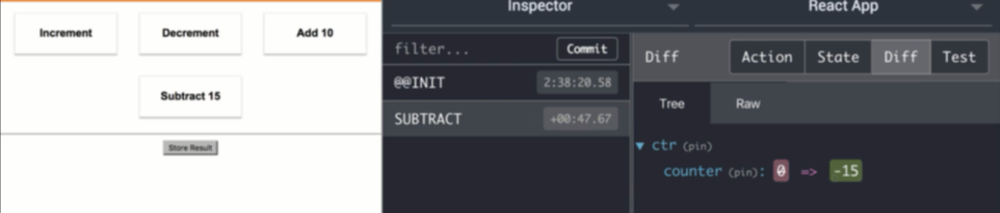 Increment Decrement Add 10
Subtract 15
Store Result
Inspector React App
filter... Commit
@@INIT 2:38:20.58
SUBTRACT +00:47.67
Diff Action State Diff Test
Tree Raw
ctr (pin)
counter (pin): 0 => -15